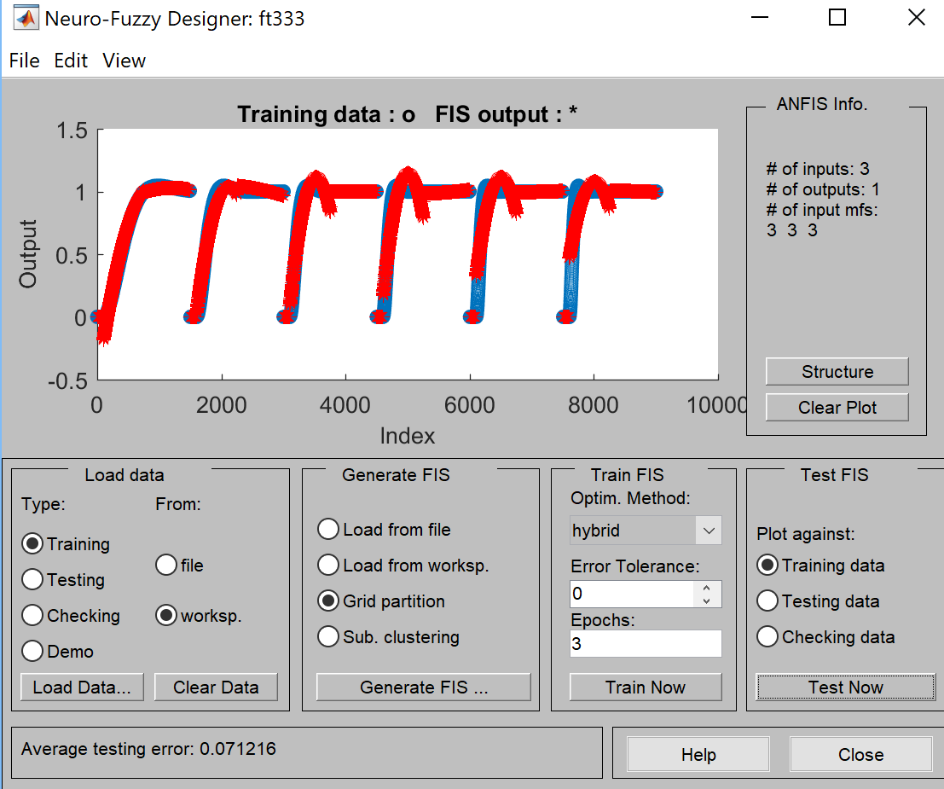 Neuro-Fuzzy Designer: ft333
File Edit View
Training data : o FIS output : *
1.5
1
0.5
0
-0.5
Output
0 2000 4000 6000 8000 10000
Index
ANFIS Info.
# of inputs: 3
# of outputs: 1
# of input mfs:
3 3 3
Structure
Clear Plot
Load data
Type: From:
Training
file
Testing
Checking
worksp.
Demo
Load Data... Clear Data
Generate FIS
Load from file
Load from worksp.
Grid partition
Sub. clustering
Generate FIS ...
Train FIS
Optim. Method:
hybrid
Error Tolerance:
0
Epochs:
3
Train Now
Test FIS
Plot against:
Training data
Testing data
Checking data
Test Now
Average testing error: 0.071216
Help Close